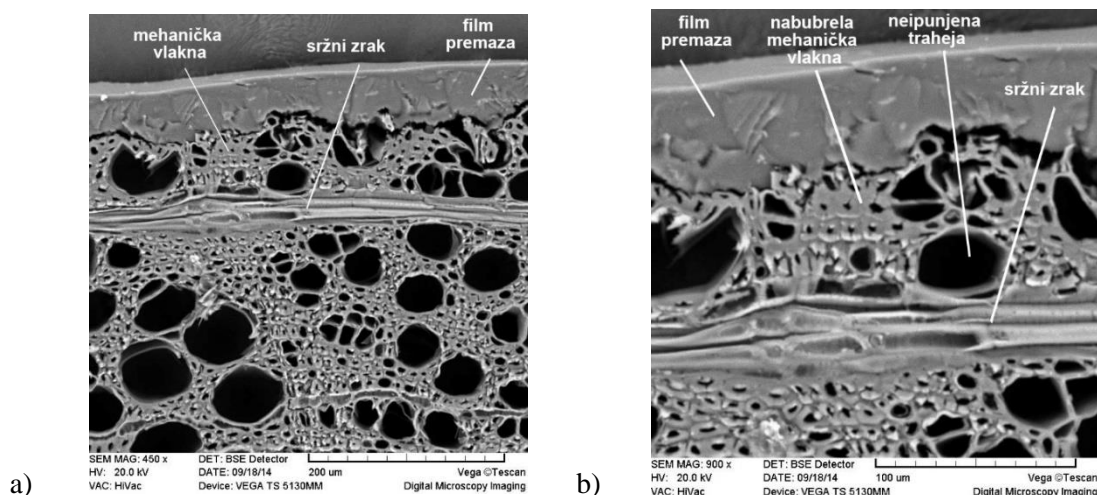 mehanička
vlakna
sržni zrak
film
premaza
SEM MAG: 450 x
DET: BSE Detector
HV: 20.0 kV
DATE: 09/18/14
200 um
Vega ©Tescan
VAC: HiVac
Device: VEGA TS 5130MM
Digital Microscopy Imaging
a)
film
premaza
nabubrela
mehanička
vlakna
neipunjena
traheja
sržni zrak
SEM MAG: 900 x
DET: BSE Detector
HV: 20.0 kV
DATE: 09/18/14
100 um
Vega ©Tescan
VAC: HiVac
Device: VEGA TS 5130MM
Digital Microscopy Imaging
b)